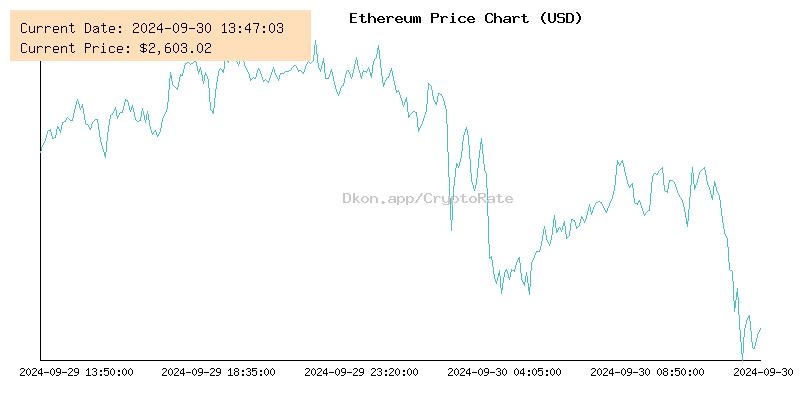 Ethereum Price Chart (USD)
Current Date: 2024-09-30 13:47:03
Current Price: $2,603.02
Dkon.app/CryptoRate
2024-09-29 13:50:00
2024-09-29 18:35:00
2024-09-29 23:20:00
2024-09-30 04:05:00
2024-09-30 08:50:00
2024-09-30